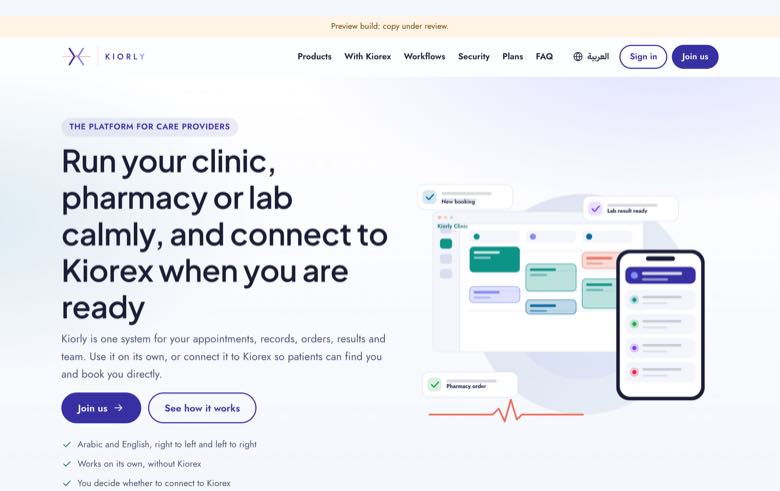 Preview build: copy under review.
KIORLY
Products
With Kiorex
Workflows
Security
Plans
FAQ
العربية
Sign in
Join us
THE PLATFORM FOR CARE PROVIDERS
Run your clinic,
pharmacy or lab
calmly, and connect to
Kiorex when you are
ready
Kiorly is one system for your appointments, records, orders, results and
team. Use it on its own, or connect it to Kiorex so patients can find you
and book you directly.
Join us →
See how it works
Arabic and English, right to left and left to right
Works on its own, without Kiorex
You decide whether to connect to Kiorex
New booking
Lab result ready
Kiorly Clinic
Pharmacy order